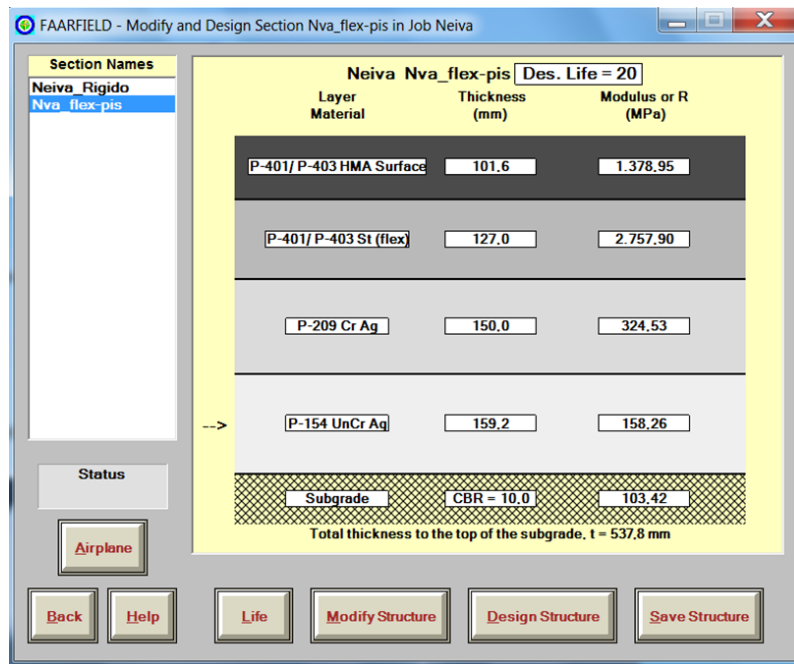 FAARFIELD - Modify and Design Section Nva_flex-pis in Job Neiva
Section Names
Neiva_Rigido
Nva_flex-pis
Neiva Nva_flex-pis Des. Life = 20
Layer Material Thickness (mm) Modulus or R (MPa)
P-401/ P-403 HMA Surface 101,6 1.378,95
P-401/ P-403 St (flex) 127,0 2.757,90
P-209 Cr Ag 150,0 324,53
--> P-154 UnCr Ag 159,2 158,26
Subgrade CBR = 10,0 103,42
Total thickness to the top of the subgrade, t = 537,8 mm
Status
Airplane
Back Help Life Modify Structure Design Structure Save Structure